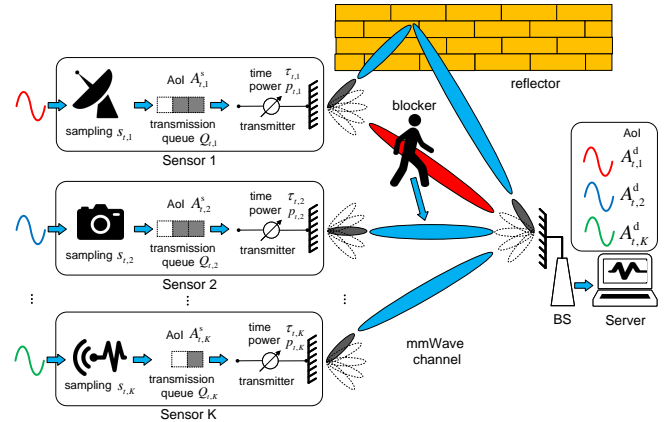 AoI A^s_{t,1}
time
power
τ_{t,1}
p_{t,1}
sampling s_{t,1}
transmission
queue Q_{t,1}
transmitter
Sensor 1
reflector
blocker
AoI A^s_{t,2}
time
power
τ_{t,2}
p_{t,2}
sampling s_{t,2}
transmission
queue Q_{t,2}
transmitter
Sensor 2
...
...
...
AoI A^s_{t,K}
time
power
τ_{t,K}
p_{t,K}
sampling s_{t,K}
transmission
queue Q_{t,K}
transmitter
Sensor K
mmWave
channel
AoI
A^d_{t,1}
A^d_{t,2}
A^d_{t,K}
BS
Server